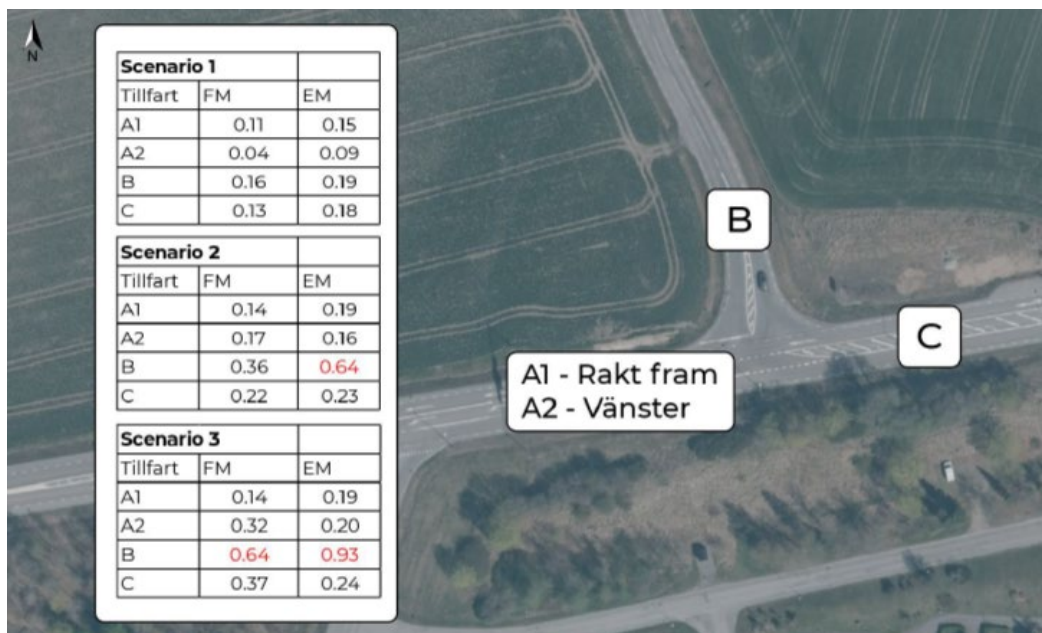 N
Scenario 1
Tillfart FM EM
A1 0.11 0.15
A2 0.04 0.09
B 0.16 0.19
C 0.13 0.18
Scenario 2
Tillfart FM EM
A1 0.14 0.19
A2 0.17 0.16
B 0.36 0.64
C 0.22 0.23
Scenario 3
Tillfart FM EM
A1 0.14 0.19
A2 0.32 0.20
B 0.64 0.93
C 0.37 0.24
B
C
A1 - Rakt fram
A2 - Vänster